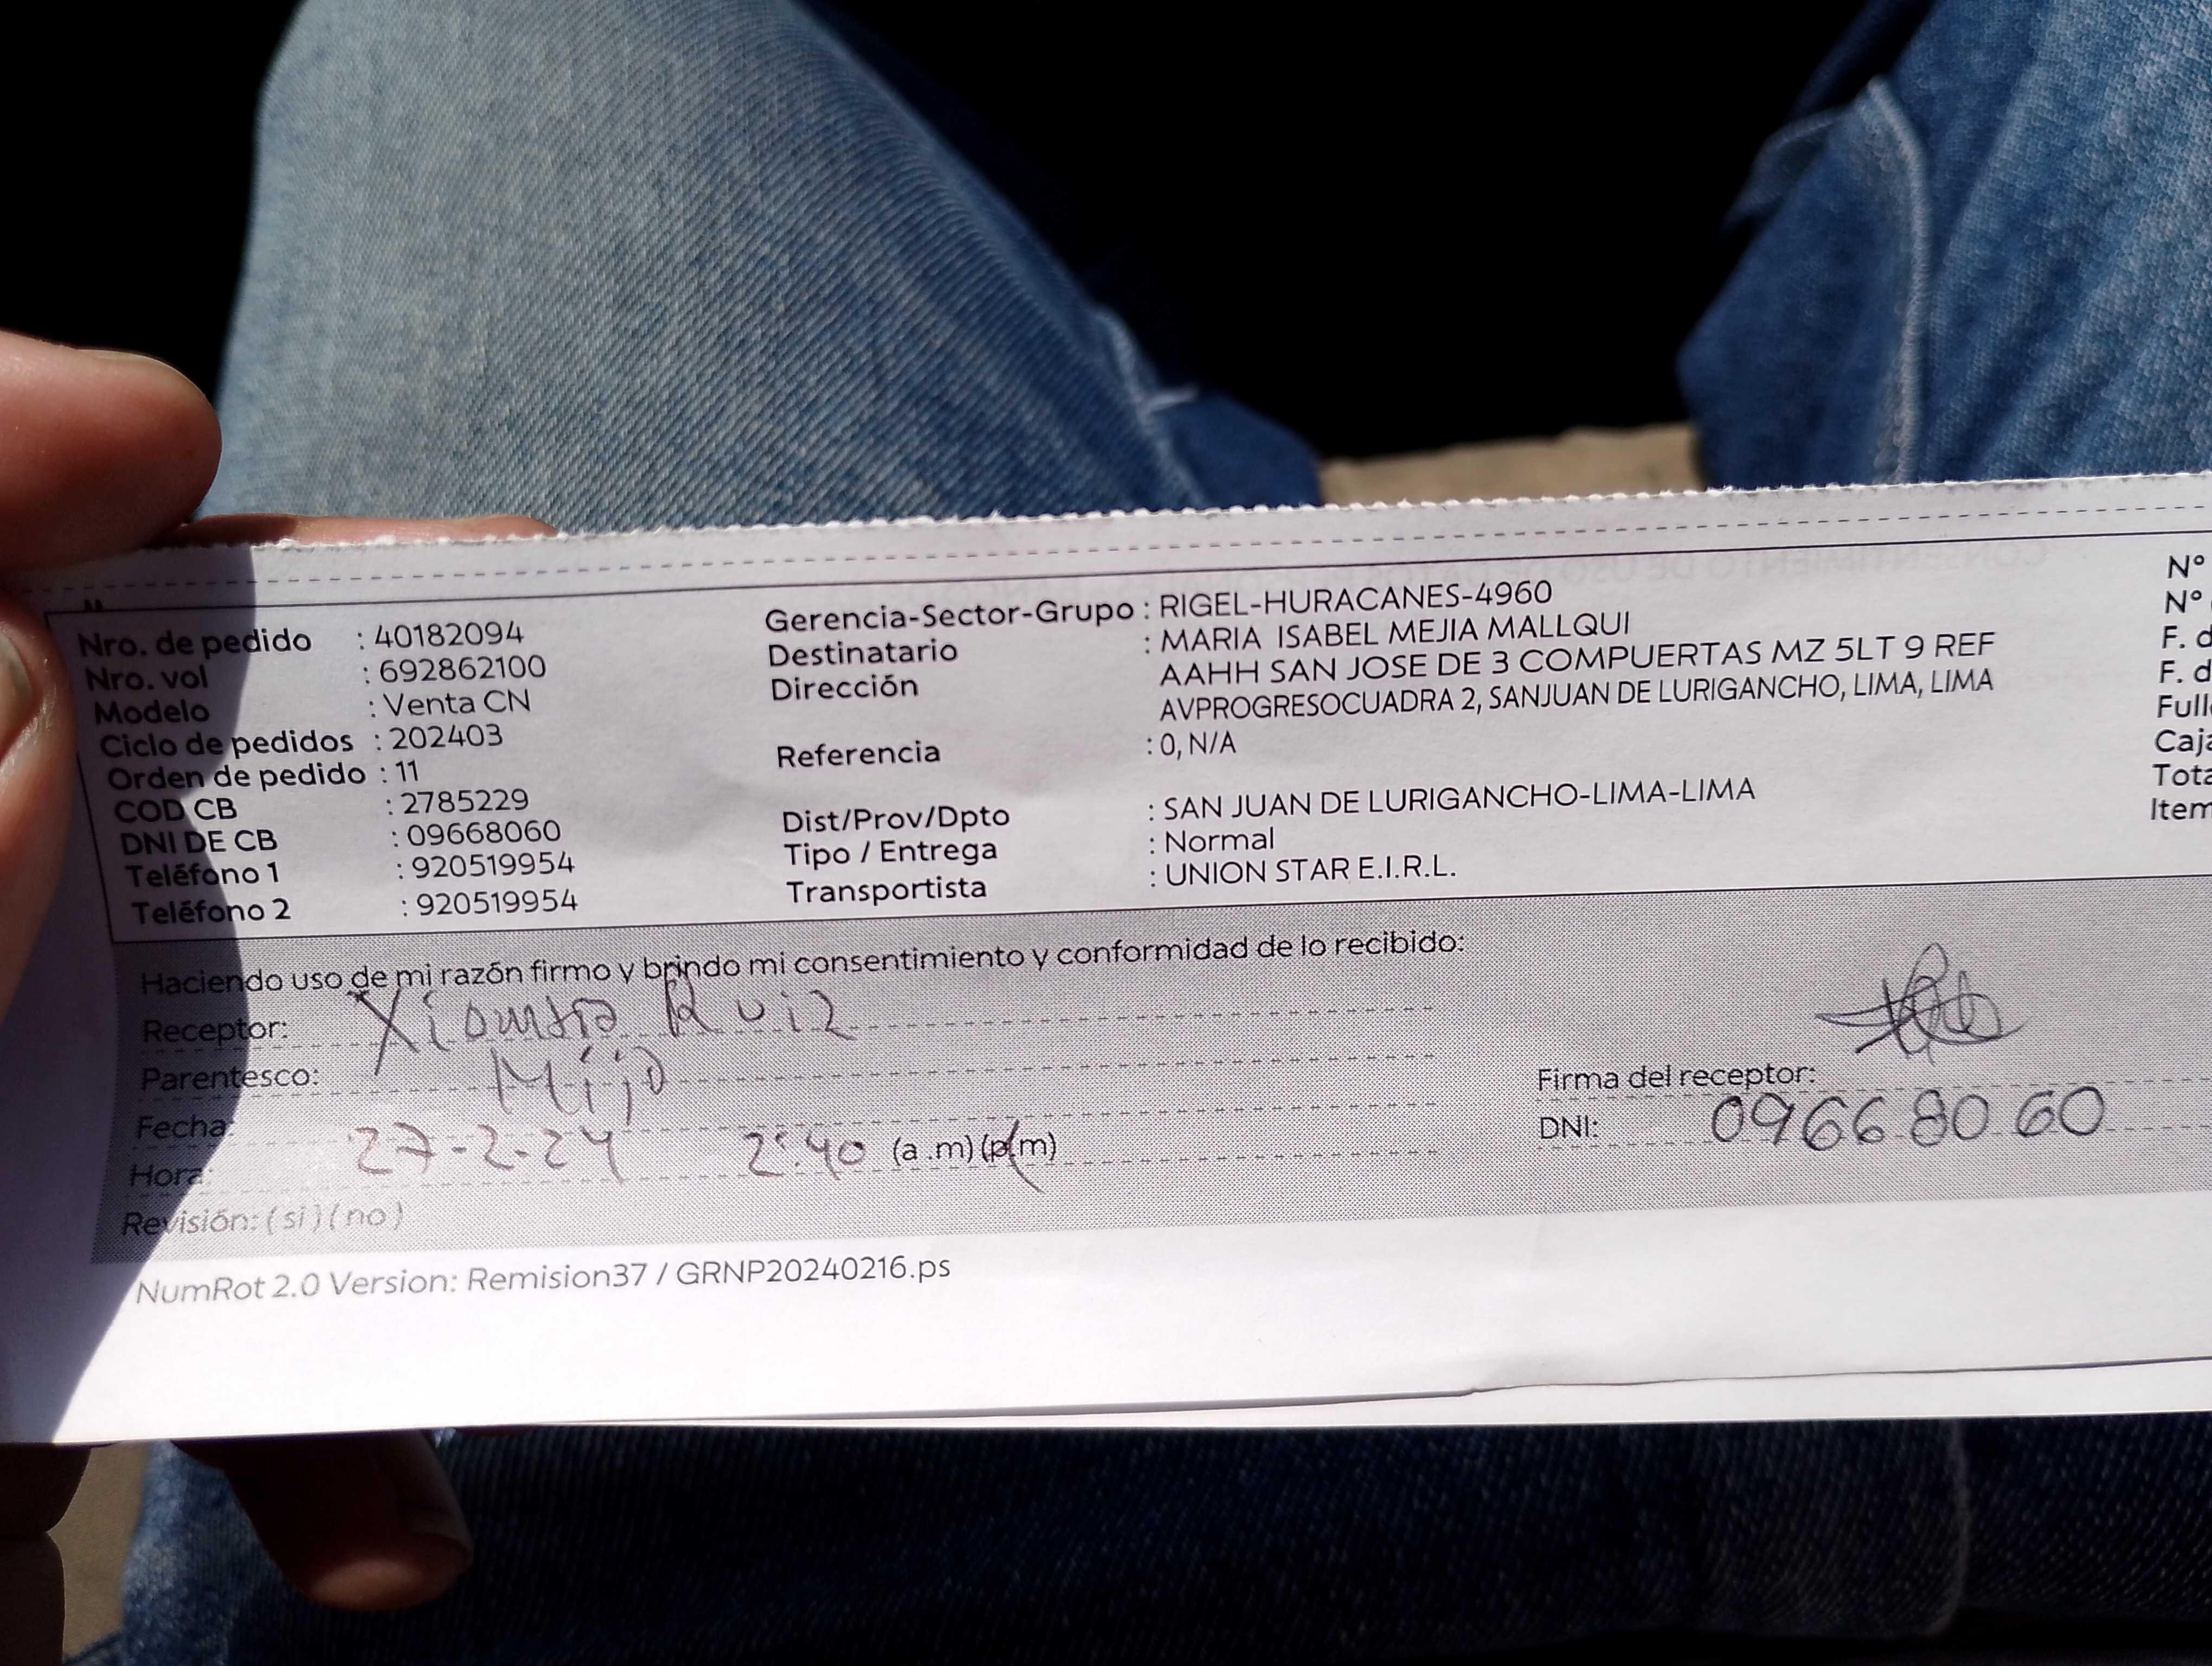 Nro. de pedido : 40182094
Nro. vol : 692862100
Modelo : Venta CN
Ciclo de pedidos : 202403
Orden de pedido : 11
COD CB : 2785229
DNI DE CB : 09668060
Teléfono 1 : 920519954
Teléfono 2 : 920519954
Gerencia-Sector-Grupo : RIGEL-HURACANES-4960
Destinatario : MARIA ISABEL MEJIA MALLQUI
Dirección AAHH SAN JOSE DE 3 COMPUERTAS MZ 5LT 9 REF
AVPROGRESOCUADRA 2, SANJUAN DE LURIGANCHO, LIMA, LIMA
Referencia : 0, N/A
Dist/Prov/Dpto : SAN JUAN DE LURIGANCHO-LIMA-LIMA
Tipo / Entrega : Normal
Transportista : UNION STAR E.I.R.L.
N°
N°
F. d
F. d
Full
Caja
Tota
Item
Haciendo uso de mi razón firmo y brindo mi consentimiento y conformidad de lo recibido:
Receptor: Ruiz
Parentesco:
Fecha: 27-2-24
Hora: 2:40 (a.m) (p.m)
Revisión: (si) (no)
Firma del receptor:
DNI: 09668060
NumRot 2.0 Version: Remision37 / GRNP20240216.ps